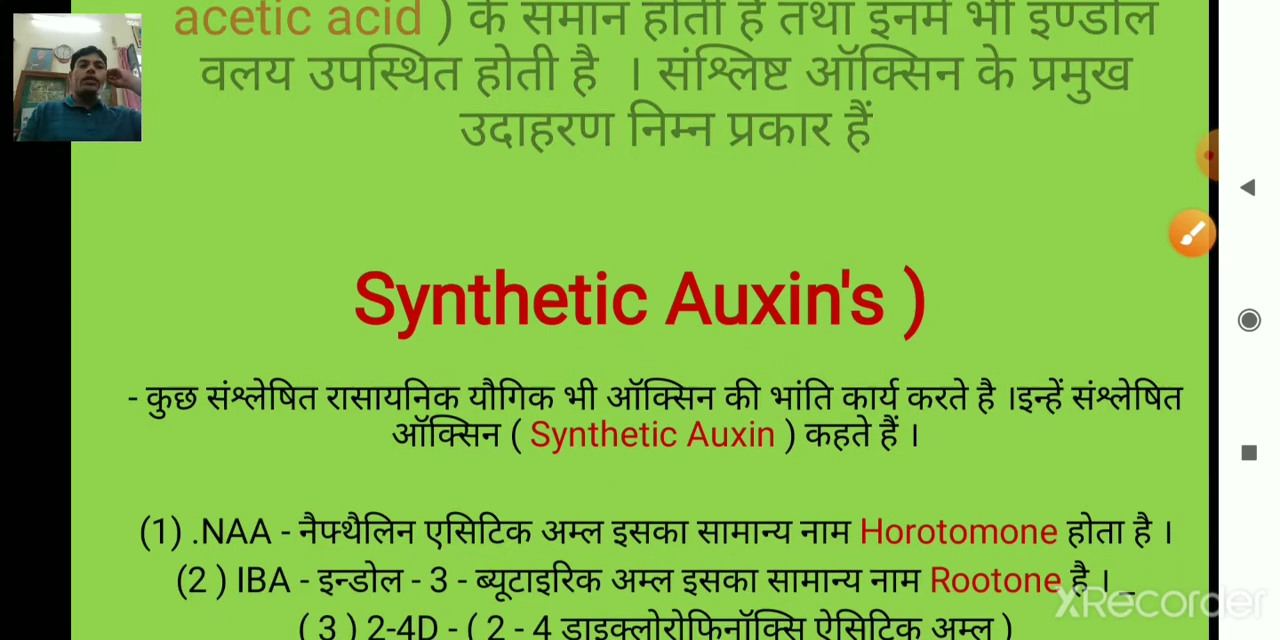 acetic acid ) के समान होती है तथा इनमें भी इण्डोल
वलय उपस्थित होती है । संश्लिष्ट ऑक्सिन के प्रमुख
उदाहरण निम्न प्रकार हैं
Synthetic Auxin's )
- कुछ संश्लेषित रासायनिक यौगिक भी ऑक्सिन की भांति कार्य करते है ।इन्हें संश्लेषित
ऑक्सिन ( Synthetic Auxin ) कहते हैं ।
(1) .NAA - नैफ्थैलिन एसिटिक अम्ल इसका सामान्य नाम Horotomone होता है ।
(2 ) IBA - इन्डोल - 3 - ब्यूटाइरिक अम्ल इसका सामान्य नाम Rootone है ।_
( 3 ) 2-4D - ( 2 - 4 डाइक्लोरोफिनॉक्सि ऐसिटिक अम्ल )
XRecorder